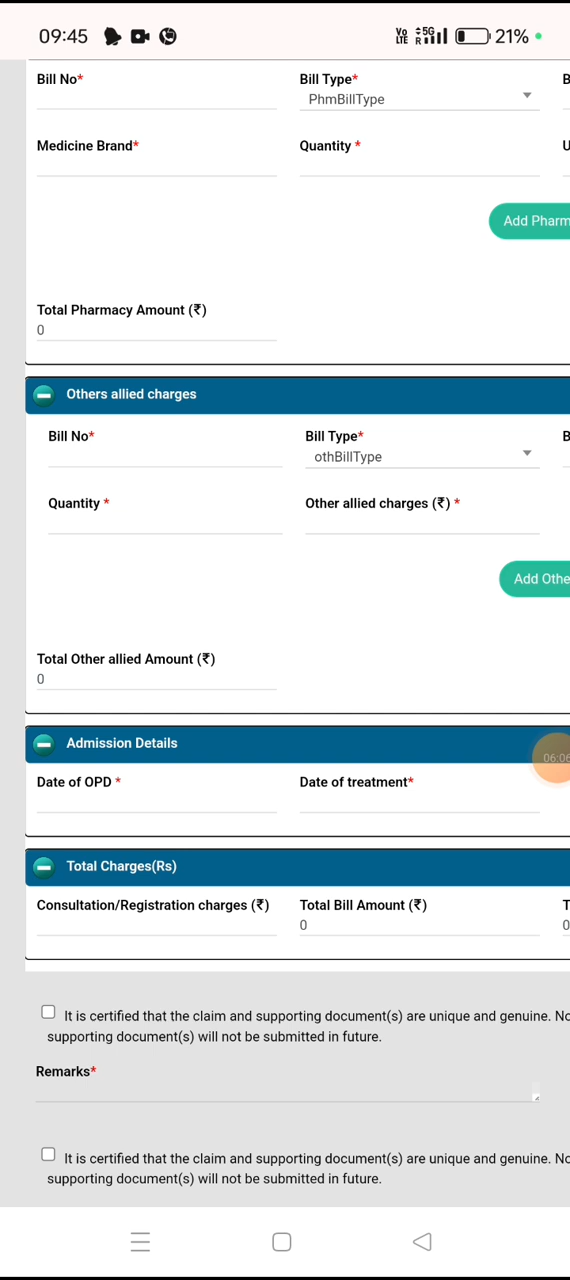 09:45 Vo LTE 5G R 21%
Bill No* Bill Type* B
PhmBillType
Medicine Brand* Quantity * U
Add Pharm
Total Pharmacy Amount (₹)
0
Others allied charges
Bill No* Bill Type* B
othBillType
Quantity * Other allied charges (₹) *
Add Othe
Total Other allied Amount (₹)
0
Admission Details
06:06
Date of OPD * Date of treatment*
Total Charges(Rs)
Consultation/Registration charges (₹) Total Bill Amount (₹) T
0 0
It is certified that the claim and supporting document(s) are unique and genuine. No
supporting document(s) will not be submitted in future.
Remarks*
It is certified that the claim and supporting document(s) are unique and genuine. No
supporting document(s) will not be submitted in future.